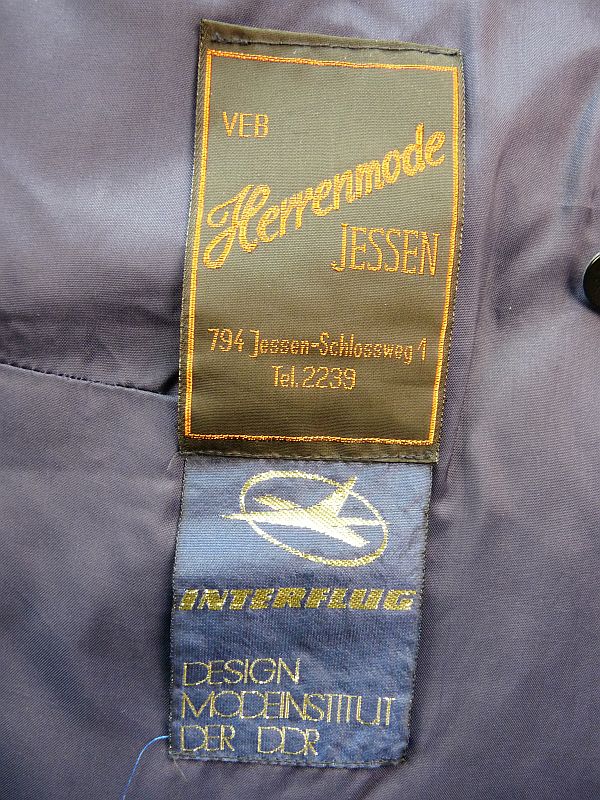 VEB
Herrenmode
JESSEN
794 Jessen-Schlossweg 1
Tel. 2239
INTERFLUG
DESIGN
MODEINSTITUT
DER DDR